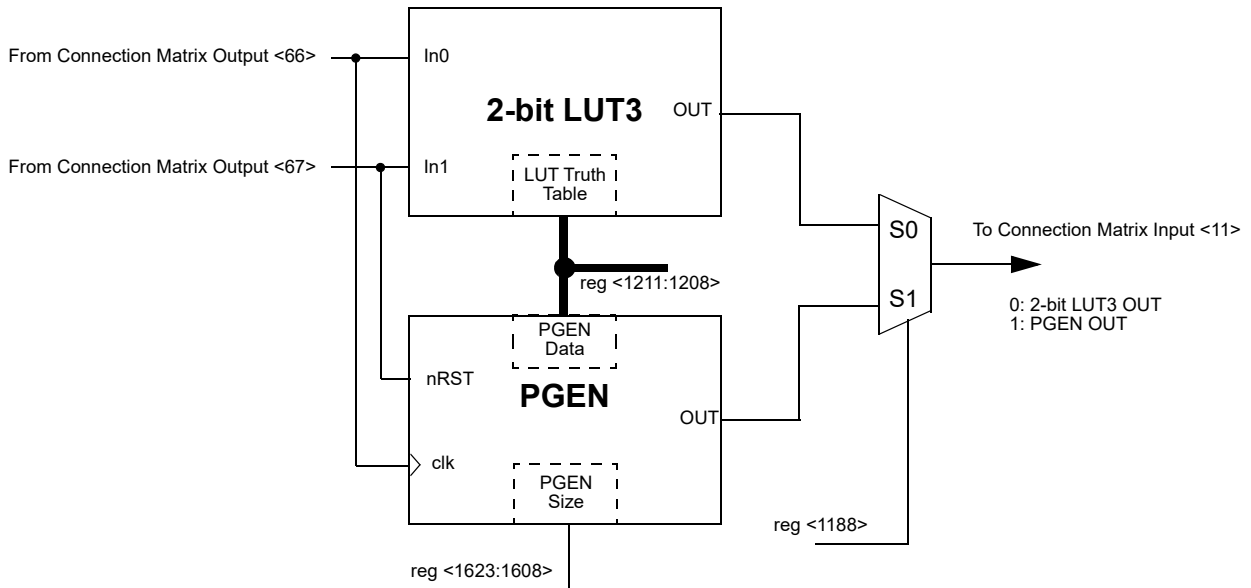 From Connection Matrix Output <66>
In0
2-bit LUT3
OUT
From Connection Matrix Output <67>
In1
LUT Truth
Table
S0
To Connection Matrix Input <11>
reg <1211:1208>
S1
0: 2-bit LUT3 OUT
1: PGEN OUT
PGEN
Data
nRST
PGEN
OUT
clk
PGEN
Size
reg <1188>
reg <1623:1608>